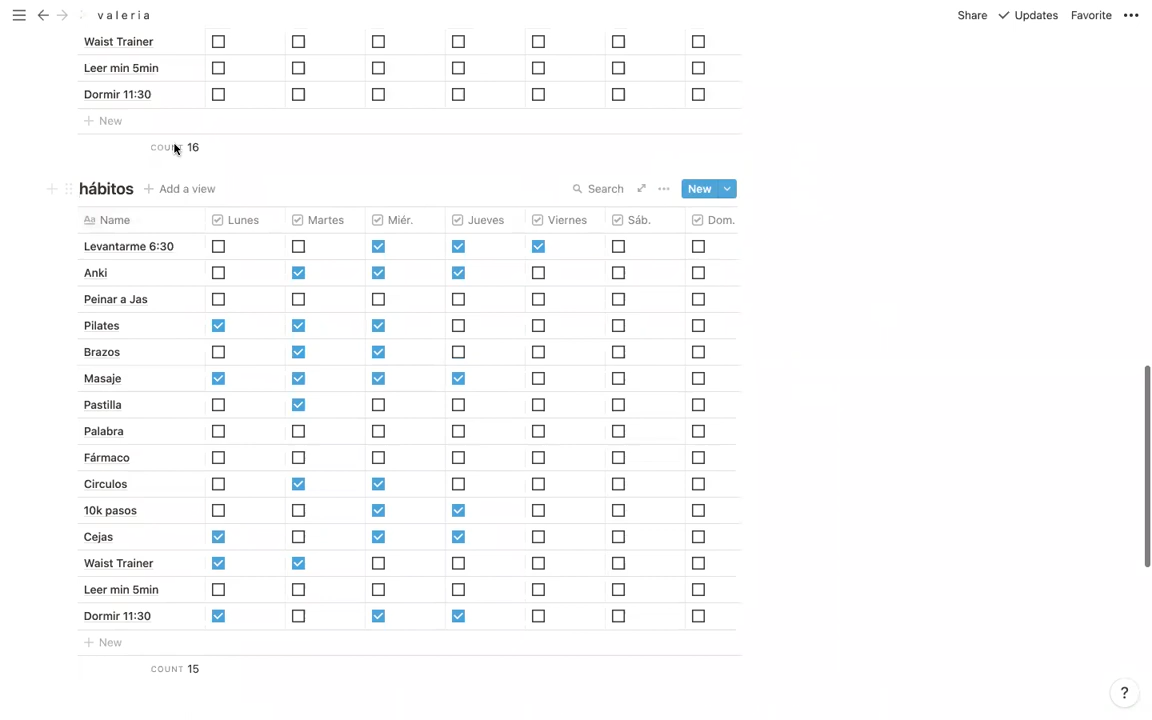 valeria
Share Updates Favorite
Waist Trainer
Leer min 5min
Dormir 11:30
New
COUNT 16
hábitos Add a view Search New
Aa Name Lunes Martes Miér. Jueves Viernes Sáb. Dom.
Levantarme 6:30
Anki
Peinar a Jas
Pilates
Brazos
Masaje
Pastilla
Palabra
Fármaco
Circulos
10k pasos
Cejas
Waist Trainer
Leer min 5min
Dormir 11:30
New
COUNT 15
?